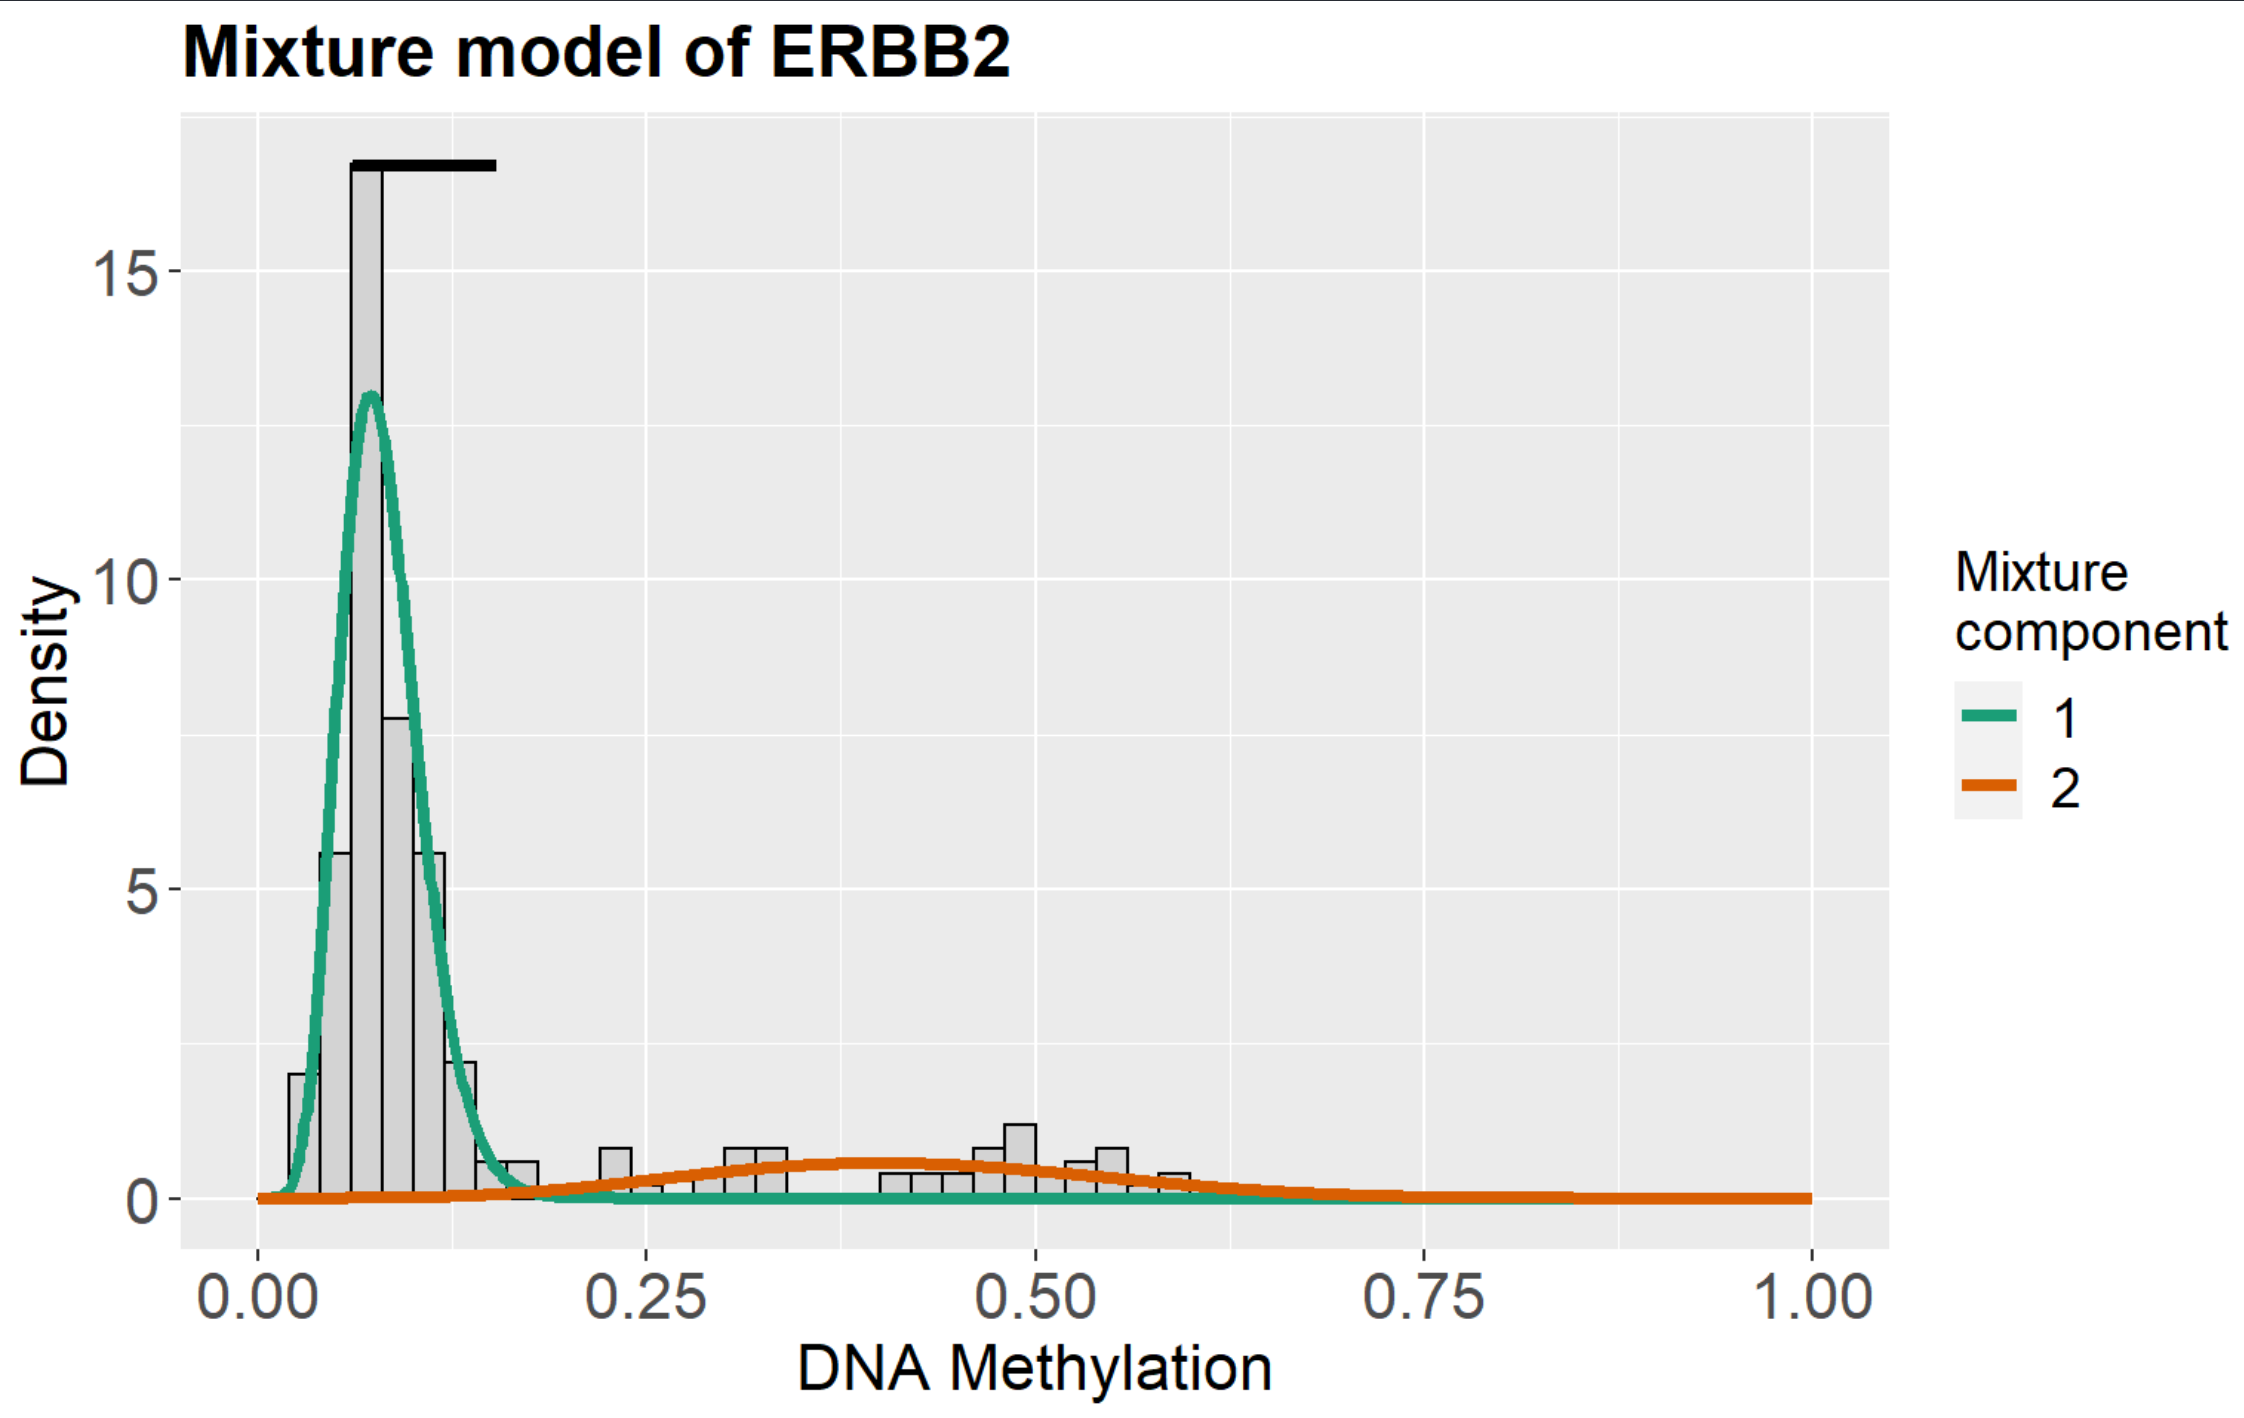 Mixture model of ERBB2
15
10
5
0
Density
0.00 0.25 0.50 0.75 1.00
DNA Methylation
Mixture
component
1
2